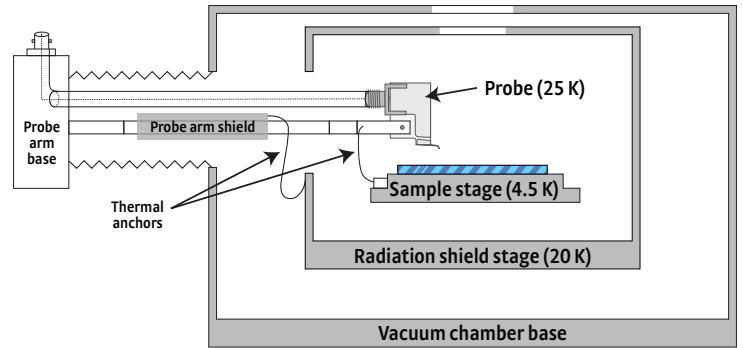 Probe (25 K)
Probe
arm
base
Probe arm shield
Sample stage (4.5 K)
Thermal
anchors
Radiation shield stage (20 K)
Vacuum chamber base